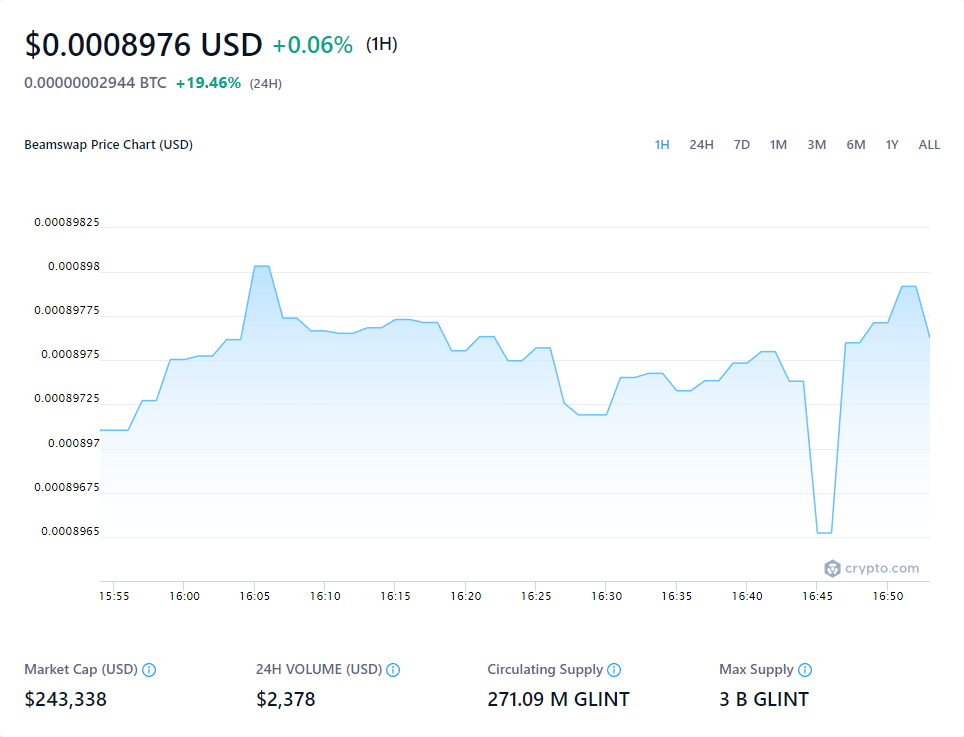 $0.0008976 USD +0.06% (1H)
0.00000002944 BTC +19.46% (24H)
Beamswap Price Chart (USD)
1H 24H 7D 1M 3M 6M 1Y ALL
0.00089825
0.000898
0.00089775
0.0008975
0.00089725
0.000897
0.00089675
0.0008965
crypto.com
15:55 16:00 16:05 16:10 16:15 16:20 16:25 16:30 16:35 16:40 16:45 16:50
Market Cap (USD) 24H VOLUME (USD) Circulating Supply Max Supply
$243,338 $2,378 271.09 M GLINT 3 B GLINT